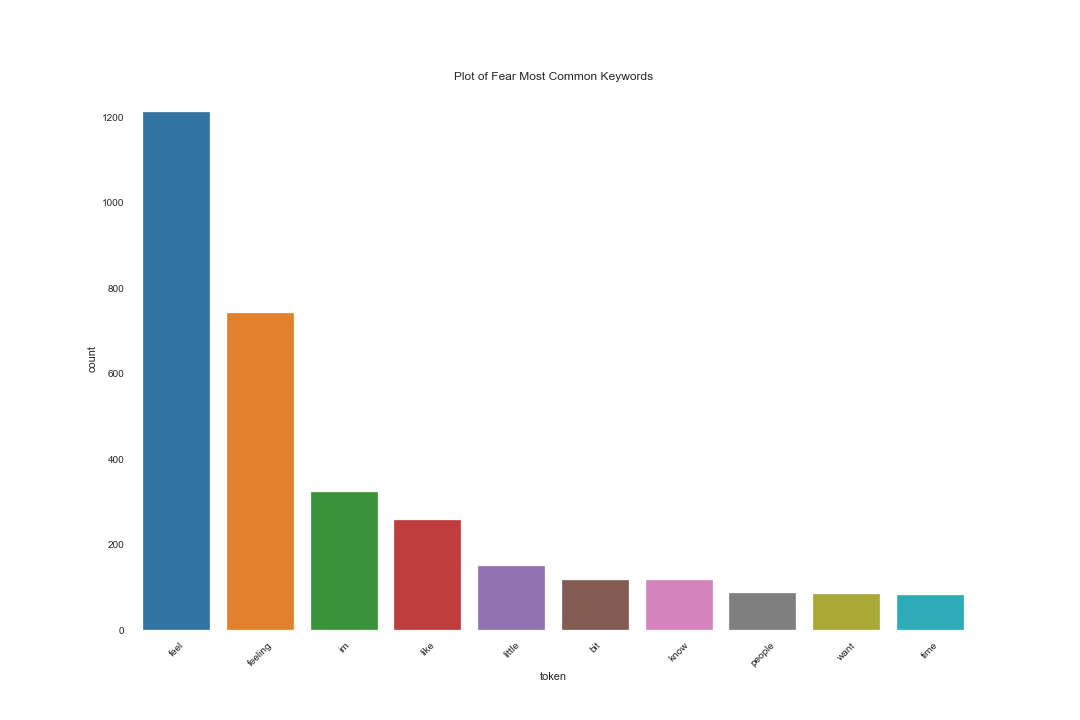 Plot of Fear Most Common Keywords
1200
1000
800
600
400
200
0
count
feel
feeling
im
like
little
bit
know
people
want
time
token